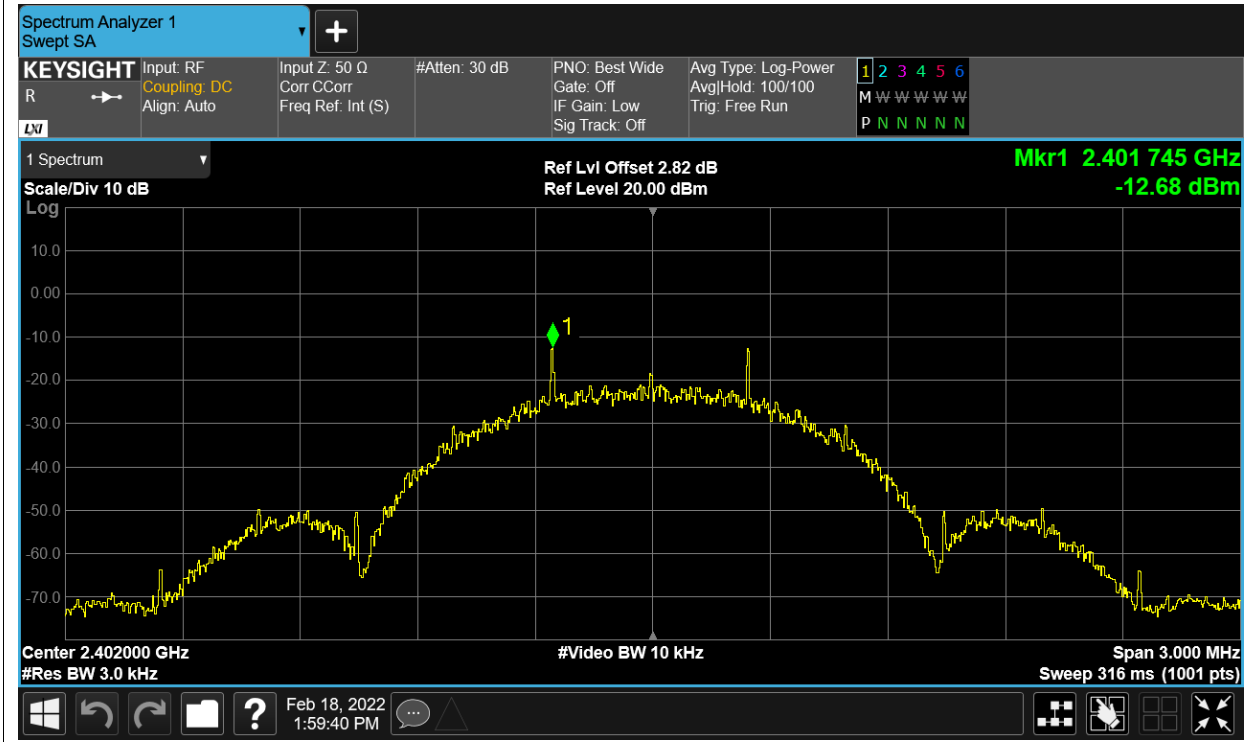 Spectrum Analyzer 1
Swept SA
+
KEYSIGHT
R
LXI
Input: RF
Coupling: DC
Align: Auto
Input Z: 50 Ω
Corr CCorr
Freq Ref: Int (S)
#Atten: 30 dB
PNO: Best Wide
Gate: Off
IF Gain: Low
Sig Track: Off
Avg Type: Log-Power
Avg|Hold: 100/100
Trig: Free Run
1 2 3 4 5 6
M W W W W W W
P N N N N N N
1 Spectrum
Scale/Div 10 dB
Log
Ref Lvl Offset 2.82 dB
Ref Level 20.00 dBm
Mkr1 2.401 745 GHz
-12.68 dBm
10.0
0.00
-10.0
-20.0
-30.0
-40.0
-50.0
-60.0
-70.0
1
Center 2.402000 GHz
#Res BW 3.0 kHz
#Video BW 10 kHz
Span 3.000 MHz
Sweep 316 ms (1001 pts)
?
Feb 18, 2022
1:59:40 PM